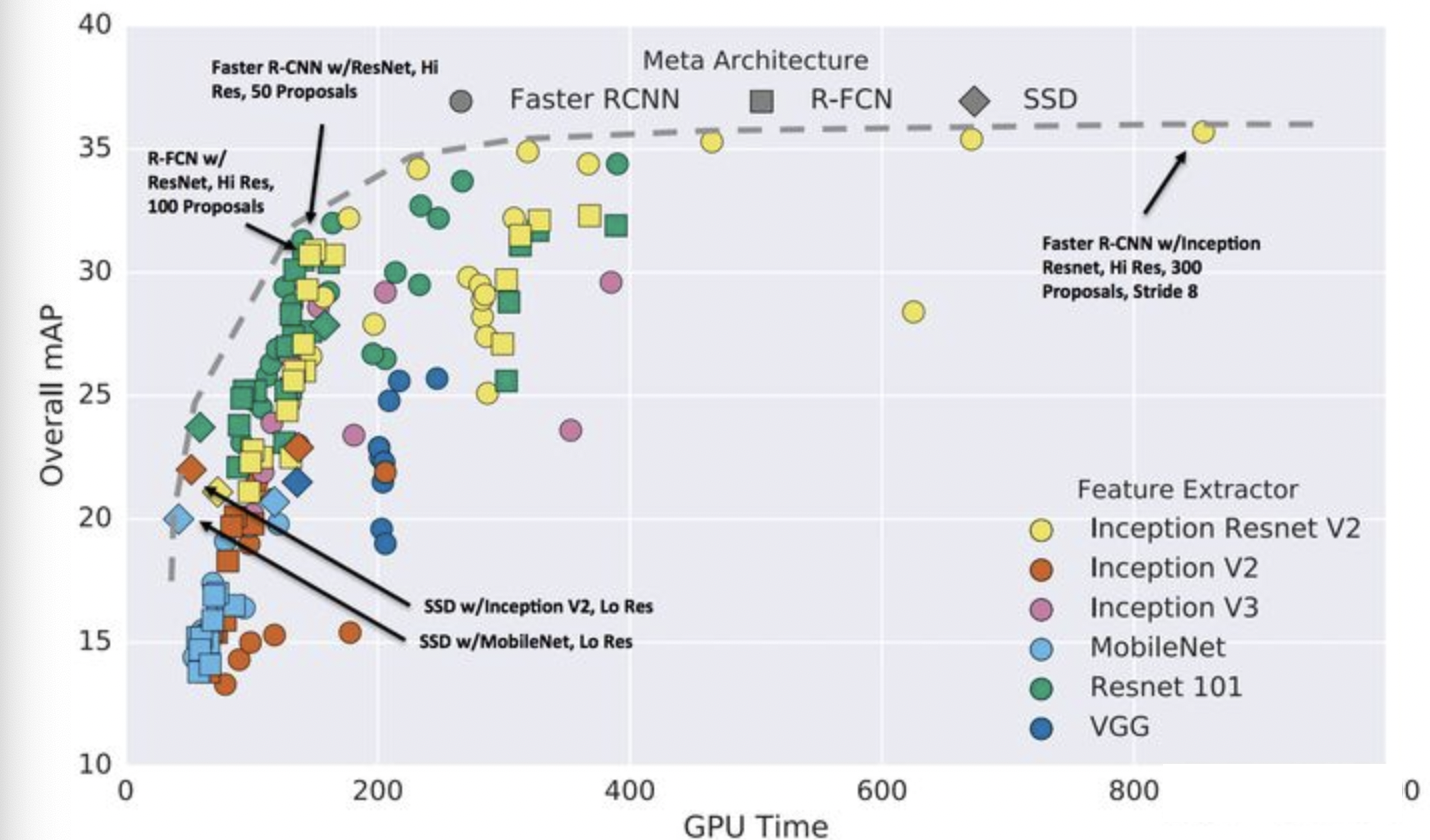 40
35
30
25
20
15
10
Overall mAP
Faster R-CNN w/ResNet, Hi
Res, 50 Proposals
R-FCN w/
ResNet, Hi Res,
100 Proposals
Meta Architecture
Faster RCNN
R-FCN
SSD
Faster R-CNN w/Inception
Resnet, Hi Res, 300
Proposals, Stride 8
SSD w/Inception V2, Lo Res
SSD w/MobileNet, Lo Res
Feature Extractor
Inception Resnet V2
Inception V2
Inception V3
MobileNet
Resnet 101
VGG
0 200 400 600 800 0
GPU Time